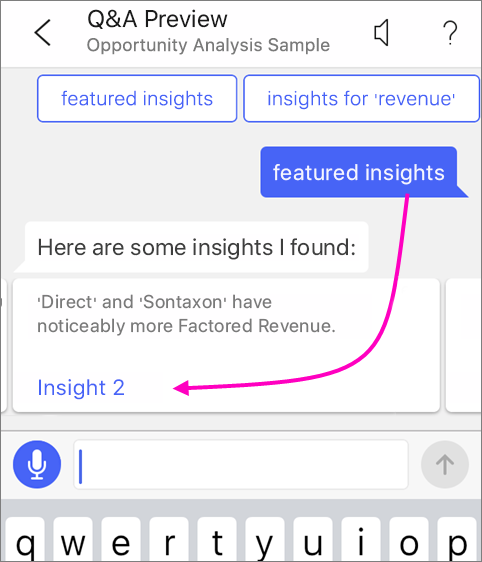 Q&A Preview
Opportunity Analysis Sample
?
featured insights
insights for 'revenue'
featured insights
Here are some insights I found:
'Direct' and 'Sontaxon' have
noticeably more Factored Revenue.
Insight 2
q w e r t y u i o p